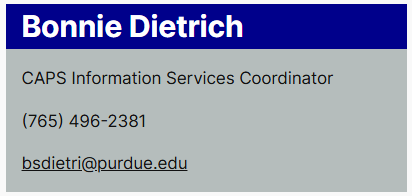 Bonnie Dietrich
CAPS Information Services Coordinator
(765) 496-2381
bsdietri@purdue.edu